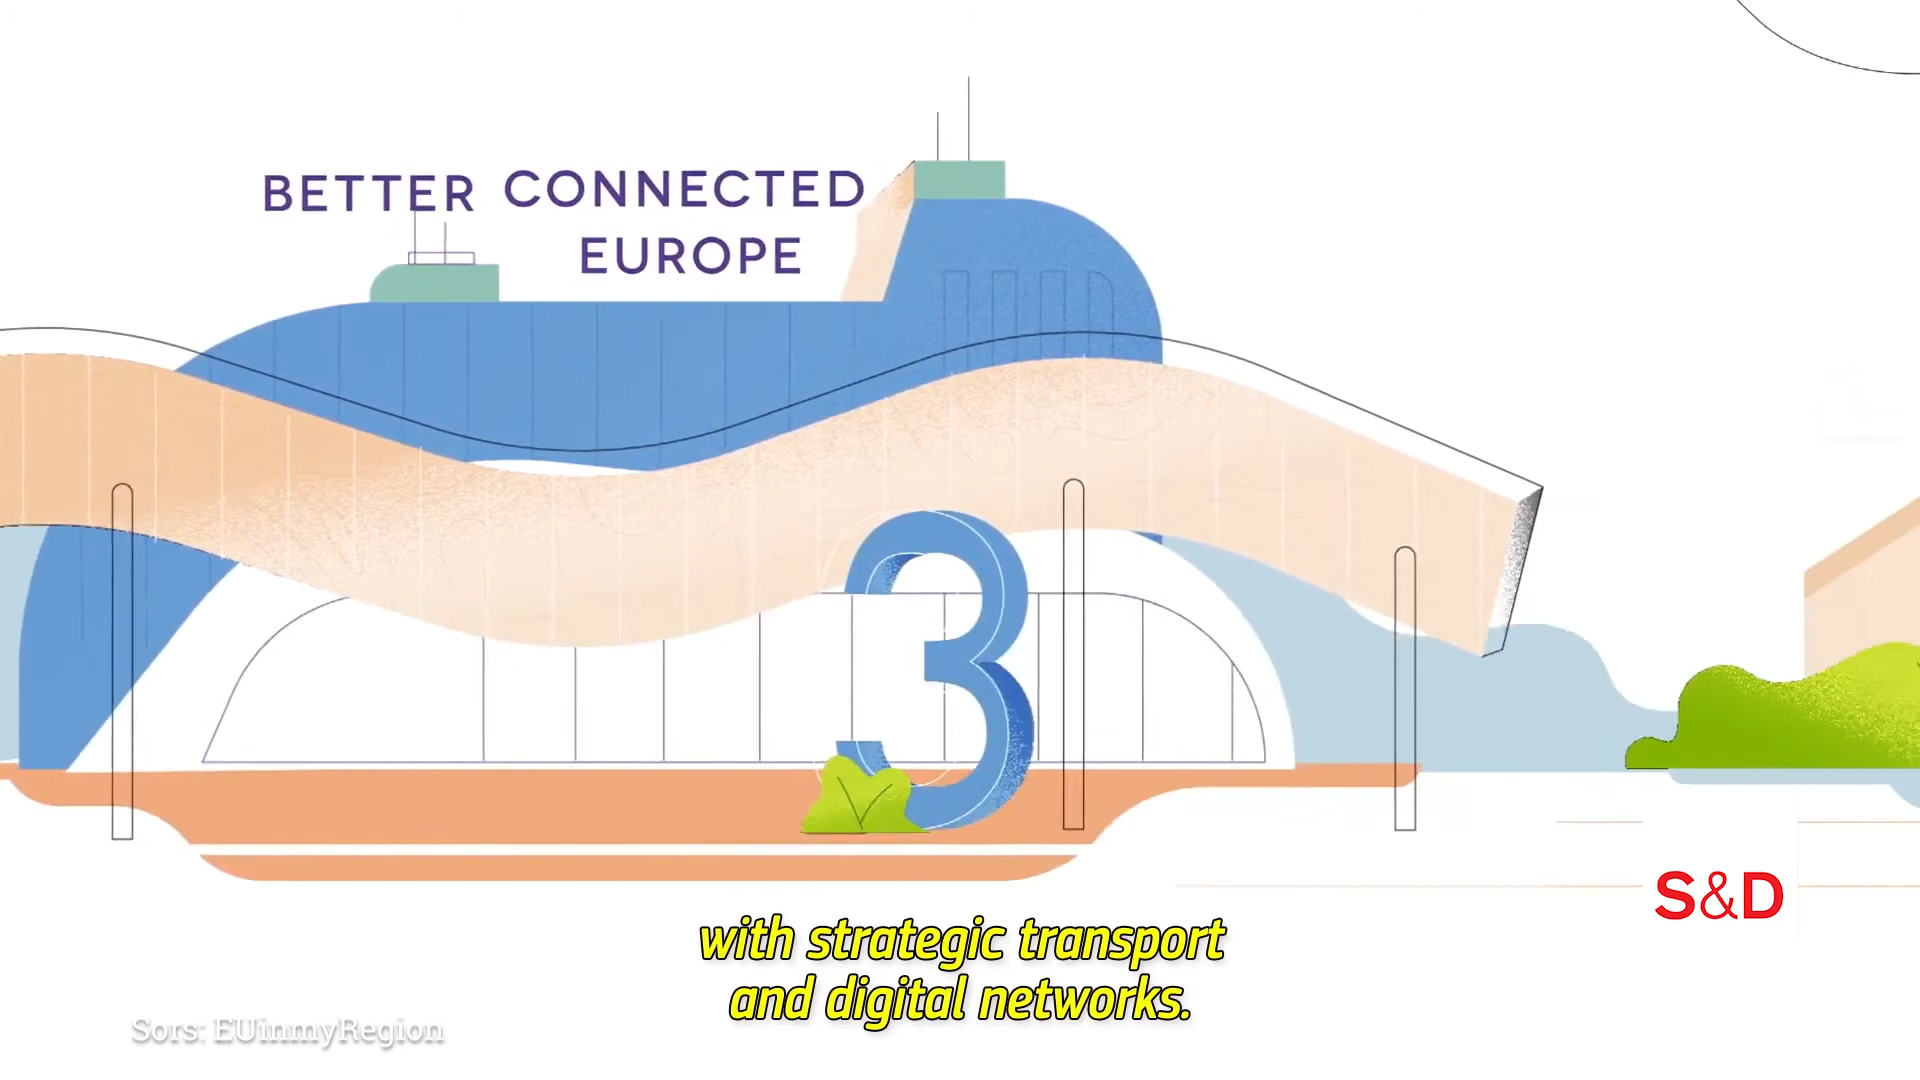 BETTER CONNECTED
EUROPE
3
S&D
with strategic transport
and digital networks.
Sors: EUinmyRegion